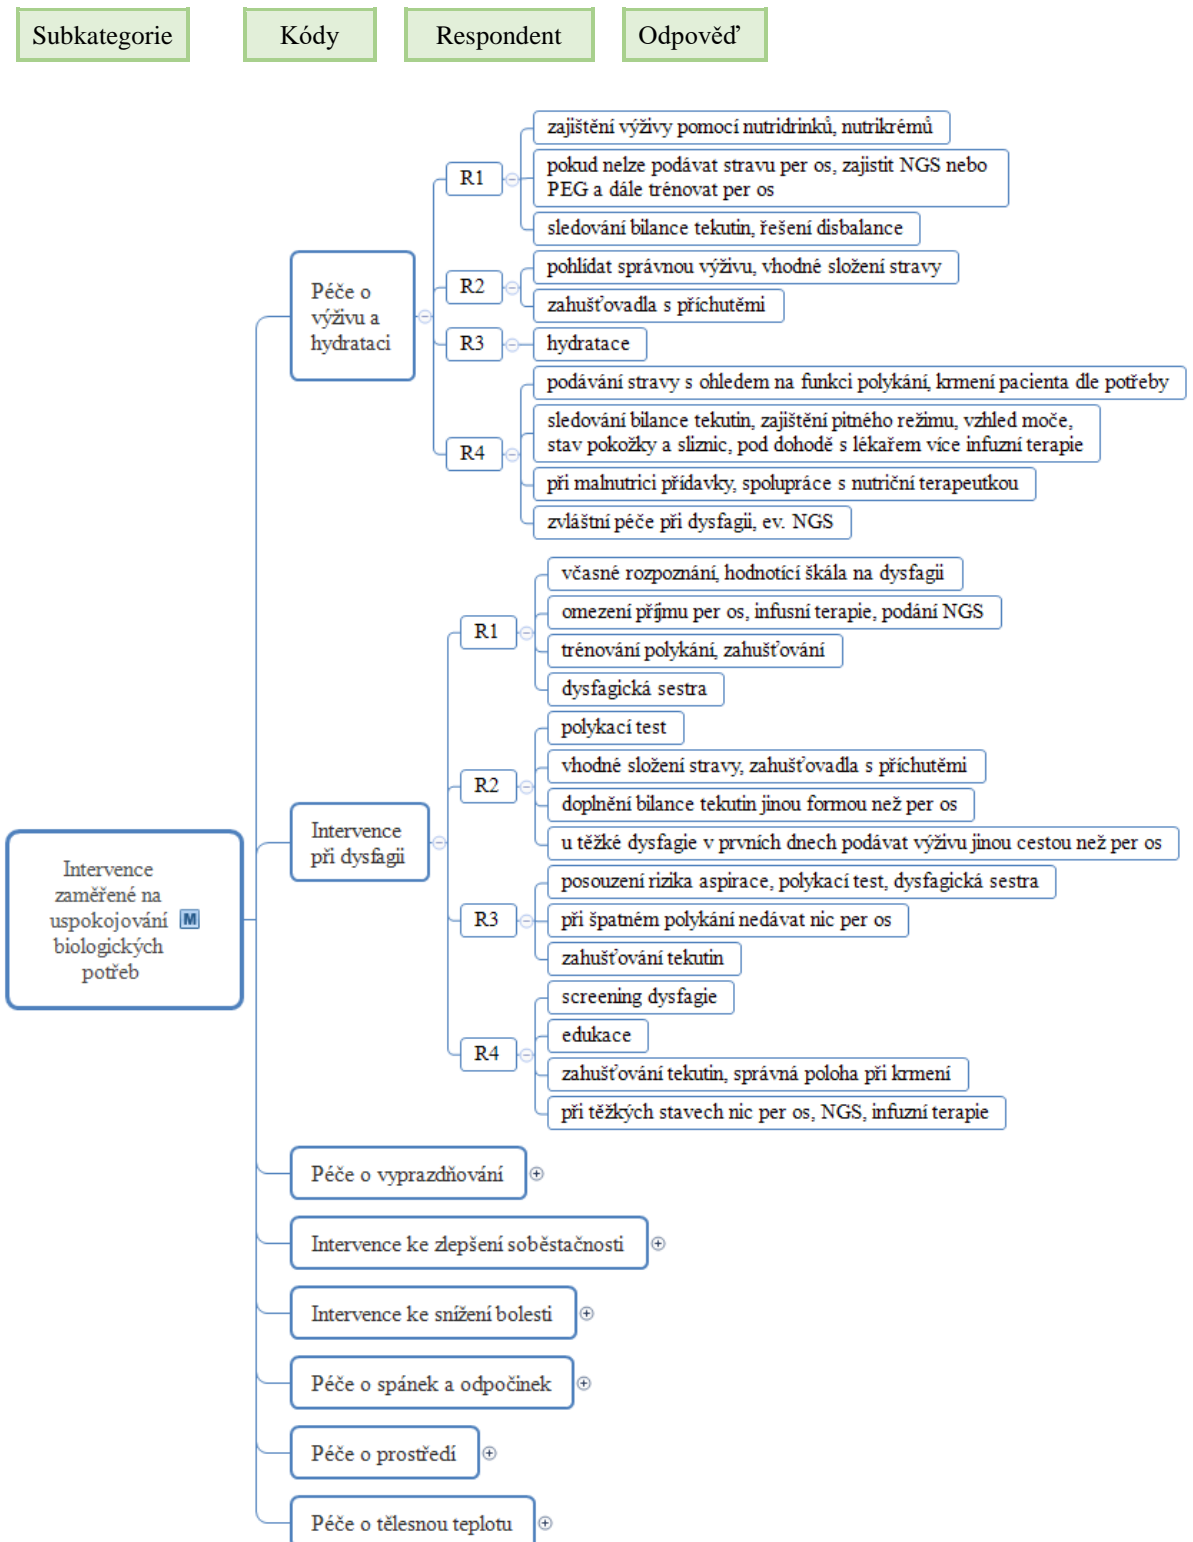 Subkategorie
Kódy
Respondent
Odpověď
Intervence
zaměřené na
uspokojování
biologických
potřeb
M
Péče o
výživu a
hydrataci
R1
zajištění výživy pomocí nutridrinků, nutrikrémů
pokud nelze podávat stravu per os, zajistit NGS nebo
PEG a dále trénovat per os
sledování bilance tekutin, řešení disbalance
R2
pohlídat správnou výživu, vhodné složení stravy
zahušťovadla s příchutěmi
R3
hydratace
R4
podávání stravy s ohledem na funkci polykání, krmení pacienta dle potřeby
sledování bilance tekutin, zajištění pitného režimu, vzhled moče,
stav pokožky a sliznic, pod dohodě s lékařem více infuzní terapie
při malnutrici přídavky, spolupráce s nutriční terapeutkou
zvláštní péče při dysfagii, ev. NGS
Intervence
při dysfagii
R1
včasné rozpoznání, hodnotící škála na dysfagii
omezení příjmu per os, infusní terapie, podání NGS
trénování polykání, zahušťování
dysfagická sestra
R2
polykací test
vhodné složení stravy, zahušťovadla s příchutěmi
doplnění bilance tekutin jinou formou než per os
u těžké dysfagie v prvních dnech podávat výživu jinou cestou než per os
R3
posouzení rizika aspirace, polykací test, dysfagická sestra
při špatném polykání nedávat nic per os
zahušťování tekutin
R4
screening dysfagie
edukace
zahušťování tekutin, správná poloha při krmení
při těžkých stavech nic per os, NGS, infuzní terapie
Péče o vyprazdňování
Intervence ke zlepšení soběstačnosti
Intervence ke snížení bolesti
Péče o spánek a odpočinek
Péče o prostředí
Péče o tělesnou teplotu